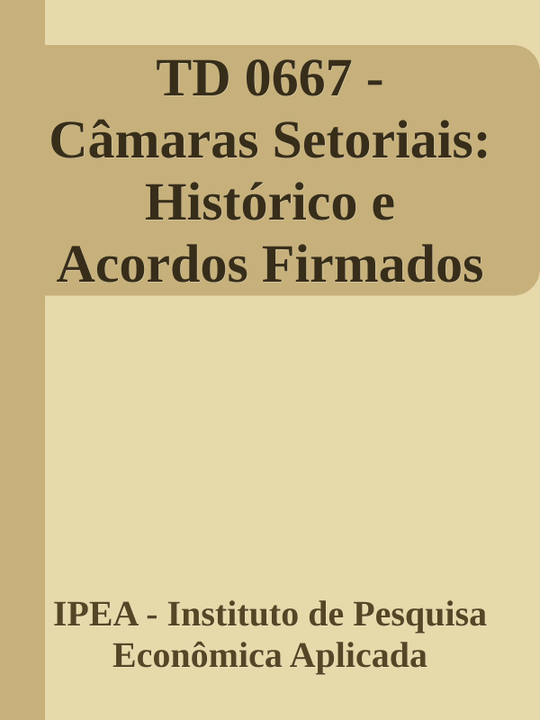 TD 0667 -
Câmaras Setoriais:
Histórico e
Acordos Firmados
IPEA - Instituto de Pesquisa
Econômica Aplicada